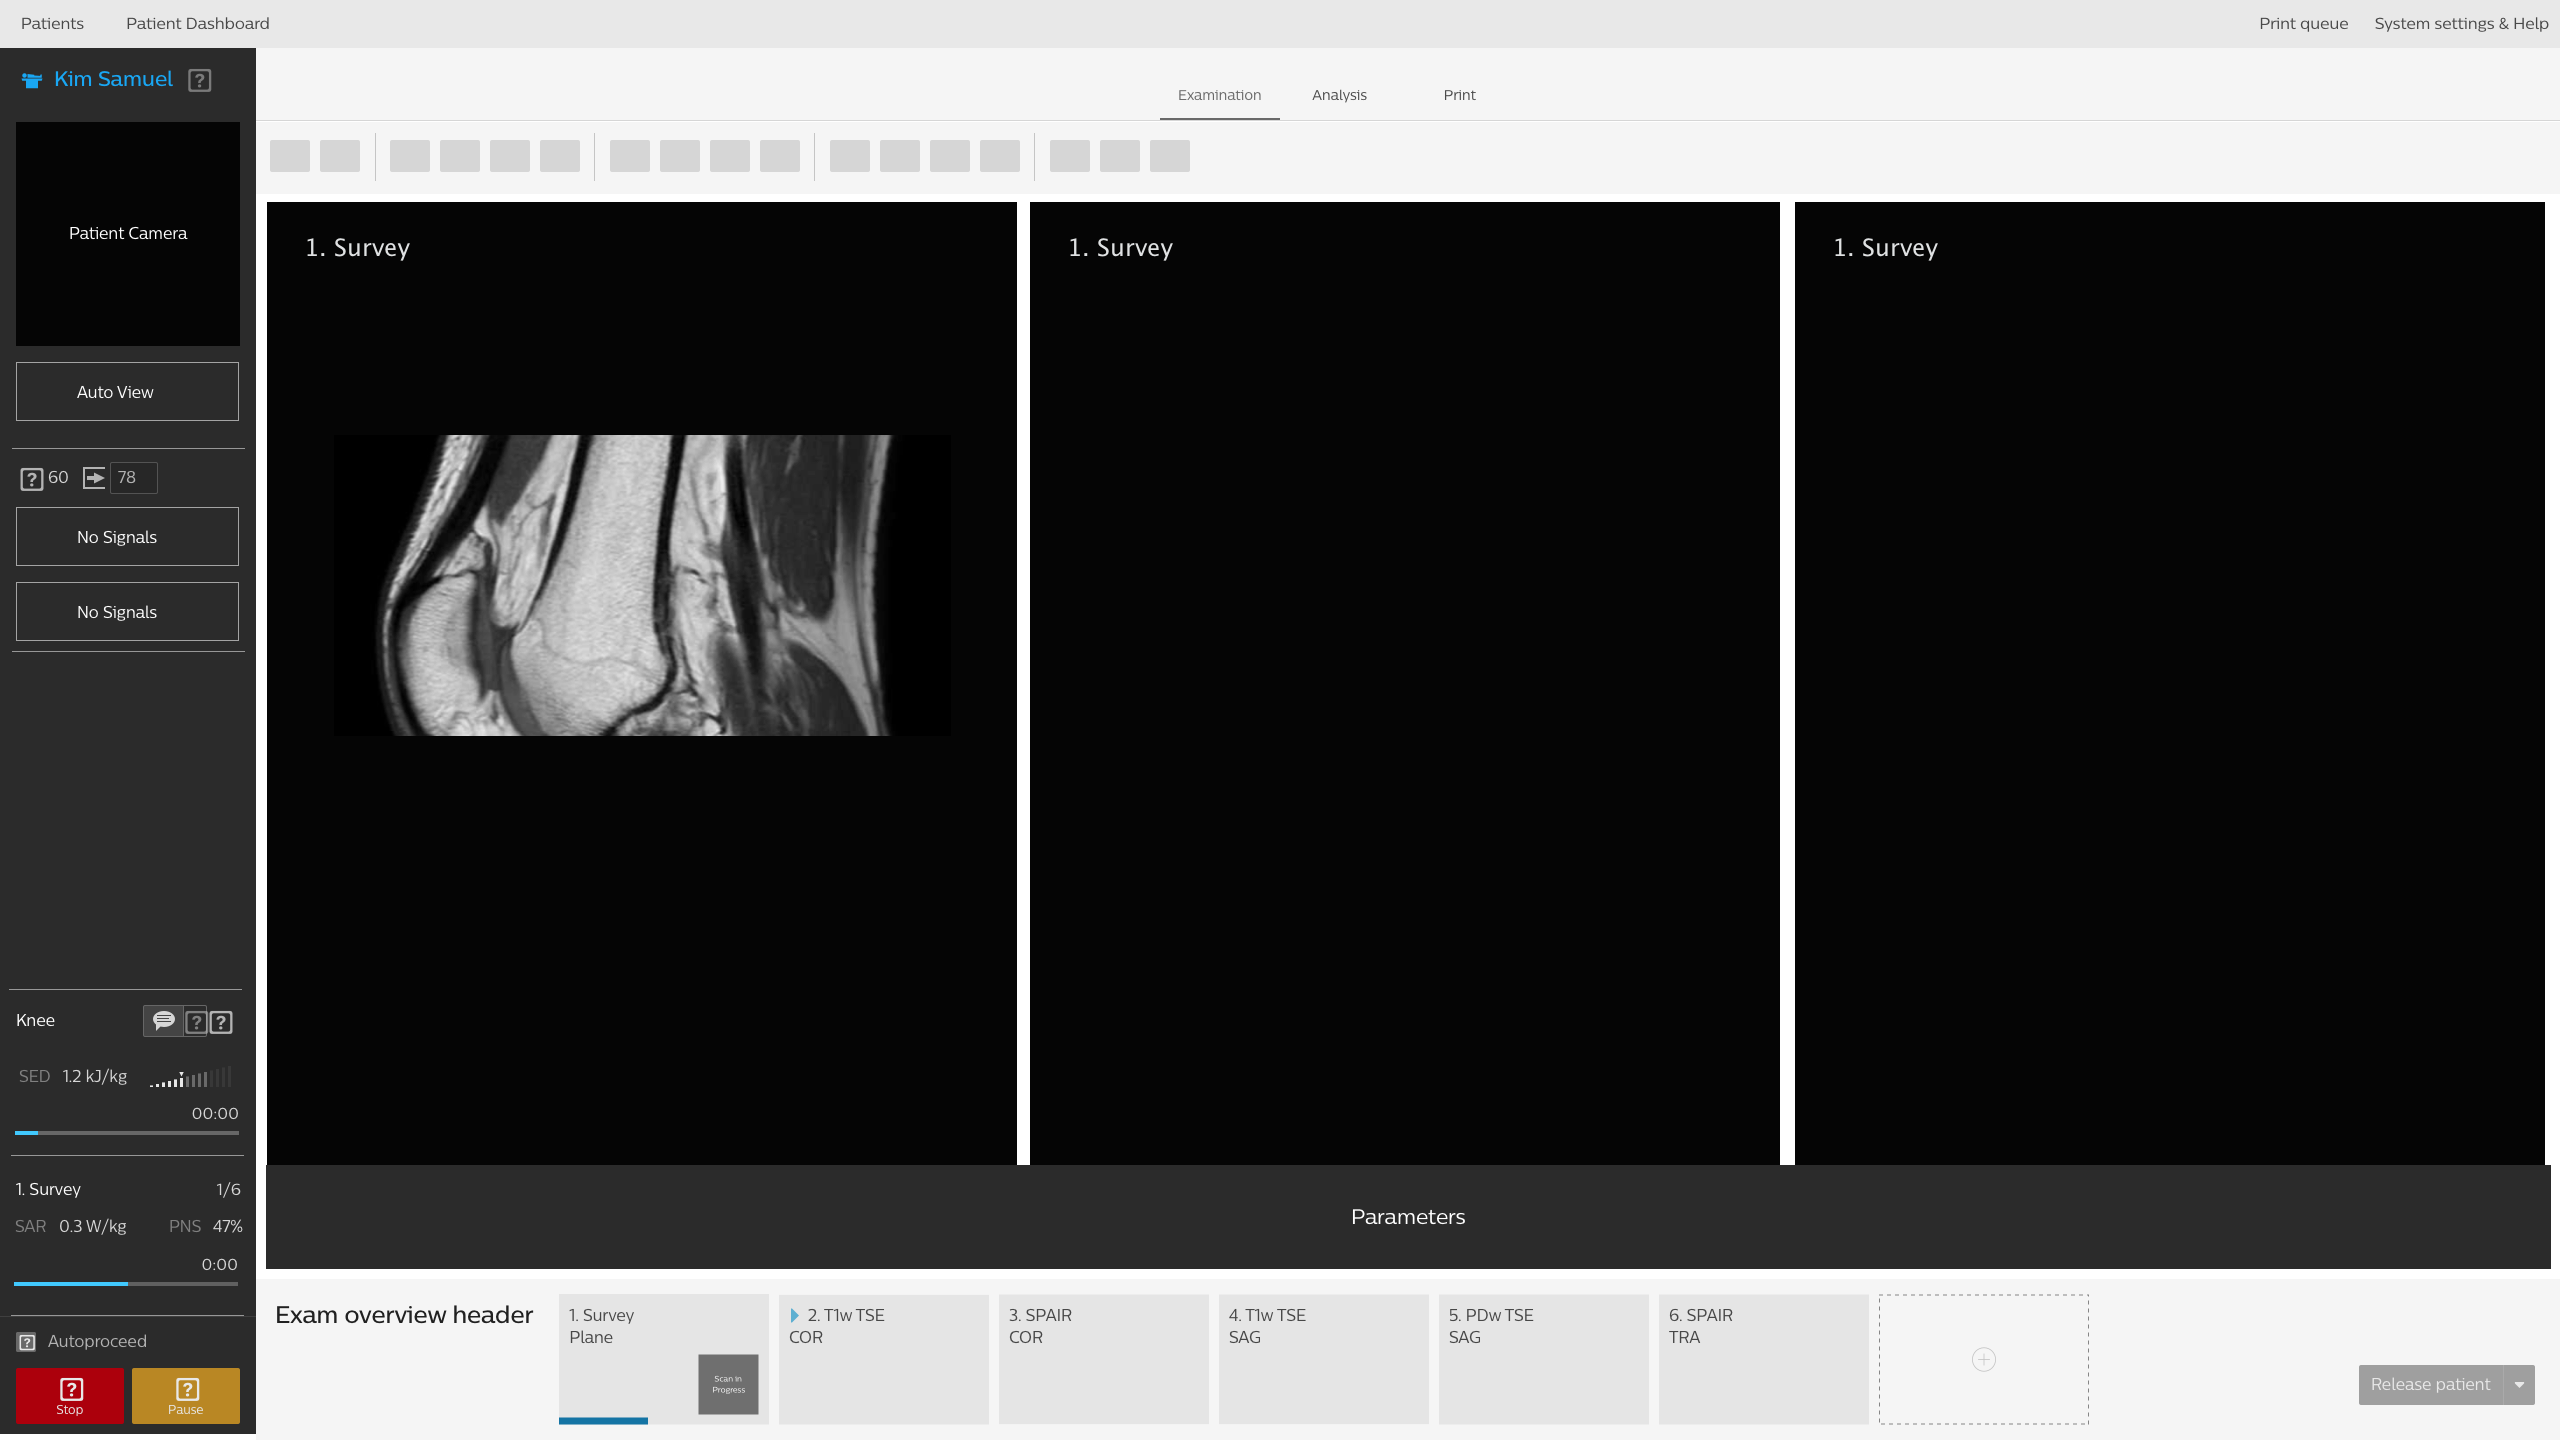 Patients
Patient Dashboard
Print queue
System settings & Help
Kim Samuel
?
Patient Camera
Auto View
? 60
78
No Signals
No Signals
Knee
? ?
SED 1.2 kJ/kg
00:00
1. Survey 1/6
SAR 0.3 W/kg PNS 47%
0:00
? Autoproceed
?
Stop
?
Pause
Examination
Analysis
Print
1. Survey
1. Survey
1. Survey
Parameters
Exam overview header
1. Survey
Plane
Scan in
Progress
2. T1w TSE
COR
3. SPAIR
COR
4. T1w TSE
SAG
5. PDw TSE
SAG
6. SPAIR
TRA
Release patient